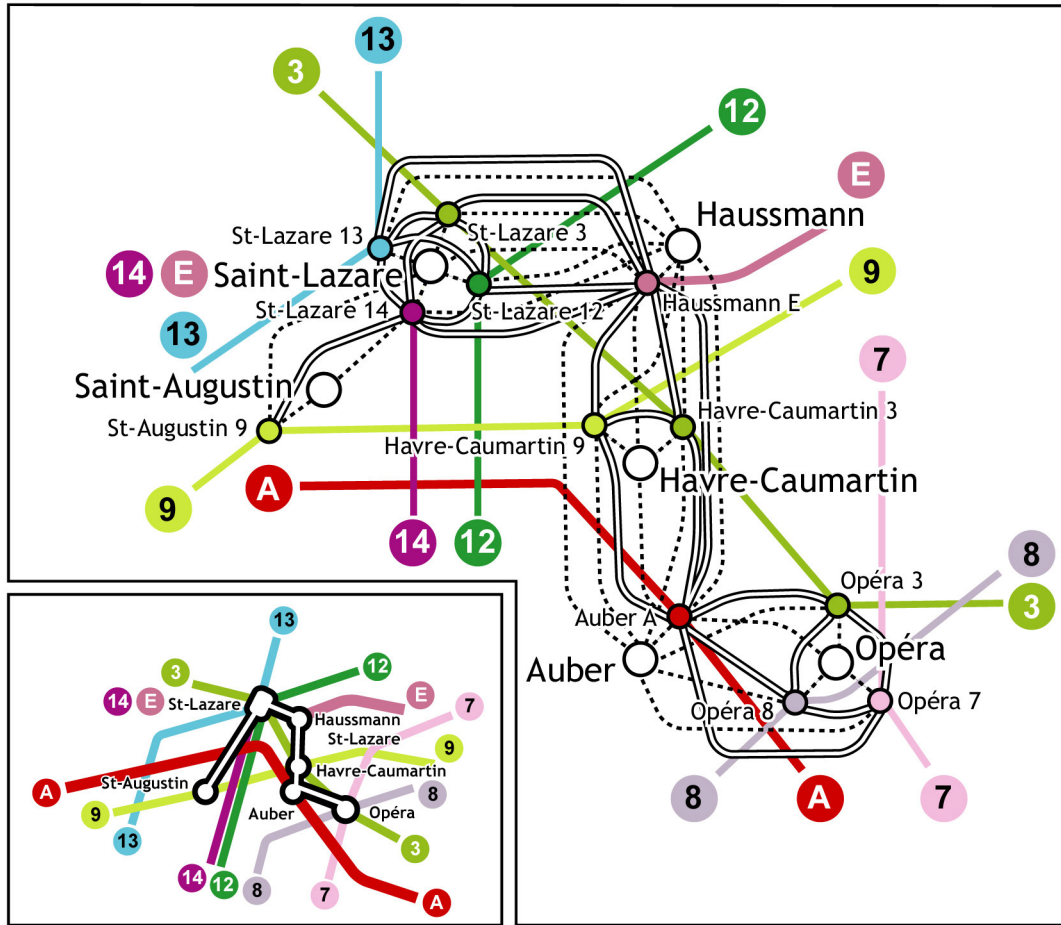 13
3
12
E
Haussmann
St-Lazare 13
St-Lazare 3
14 E
Saint-Lazare
9
St-Lazare 14
St-Lazare 12
Haussmann E
13
7
Saint-Augustin
St-Augustin 9
Havre-Caumartin 3
Havre-Caumartin 9
A
Havre-Caumartin
9
14
12
8
Opéra 3
3
Auber A
Auber
Opéra
Opéra 8
Opéra 7
8
A
7
13
12
3
14 E
St-Lazare
E
Haussmann
St-Lazare
7
9
St-Augustin
Havre-Caumartin
A
9
Auber
Opéra
8
13
3
14
12
8
7
A